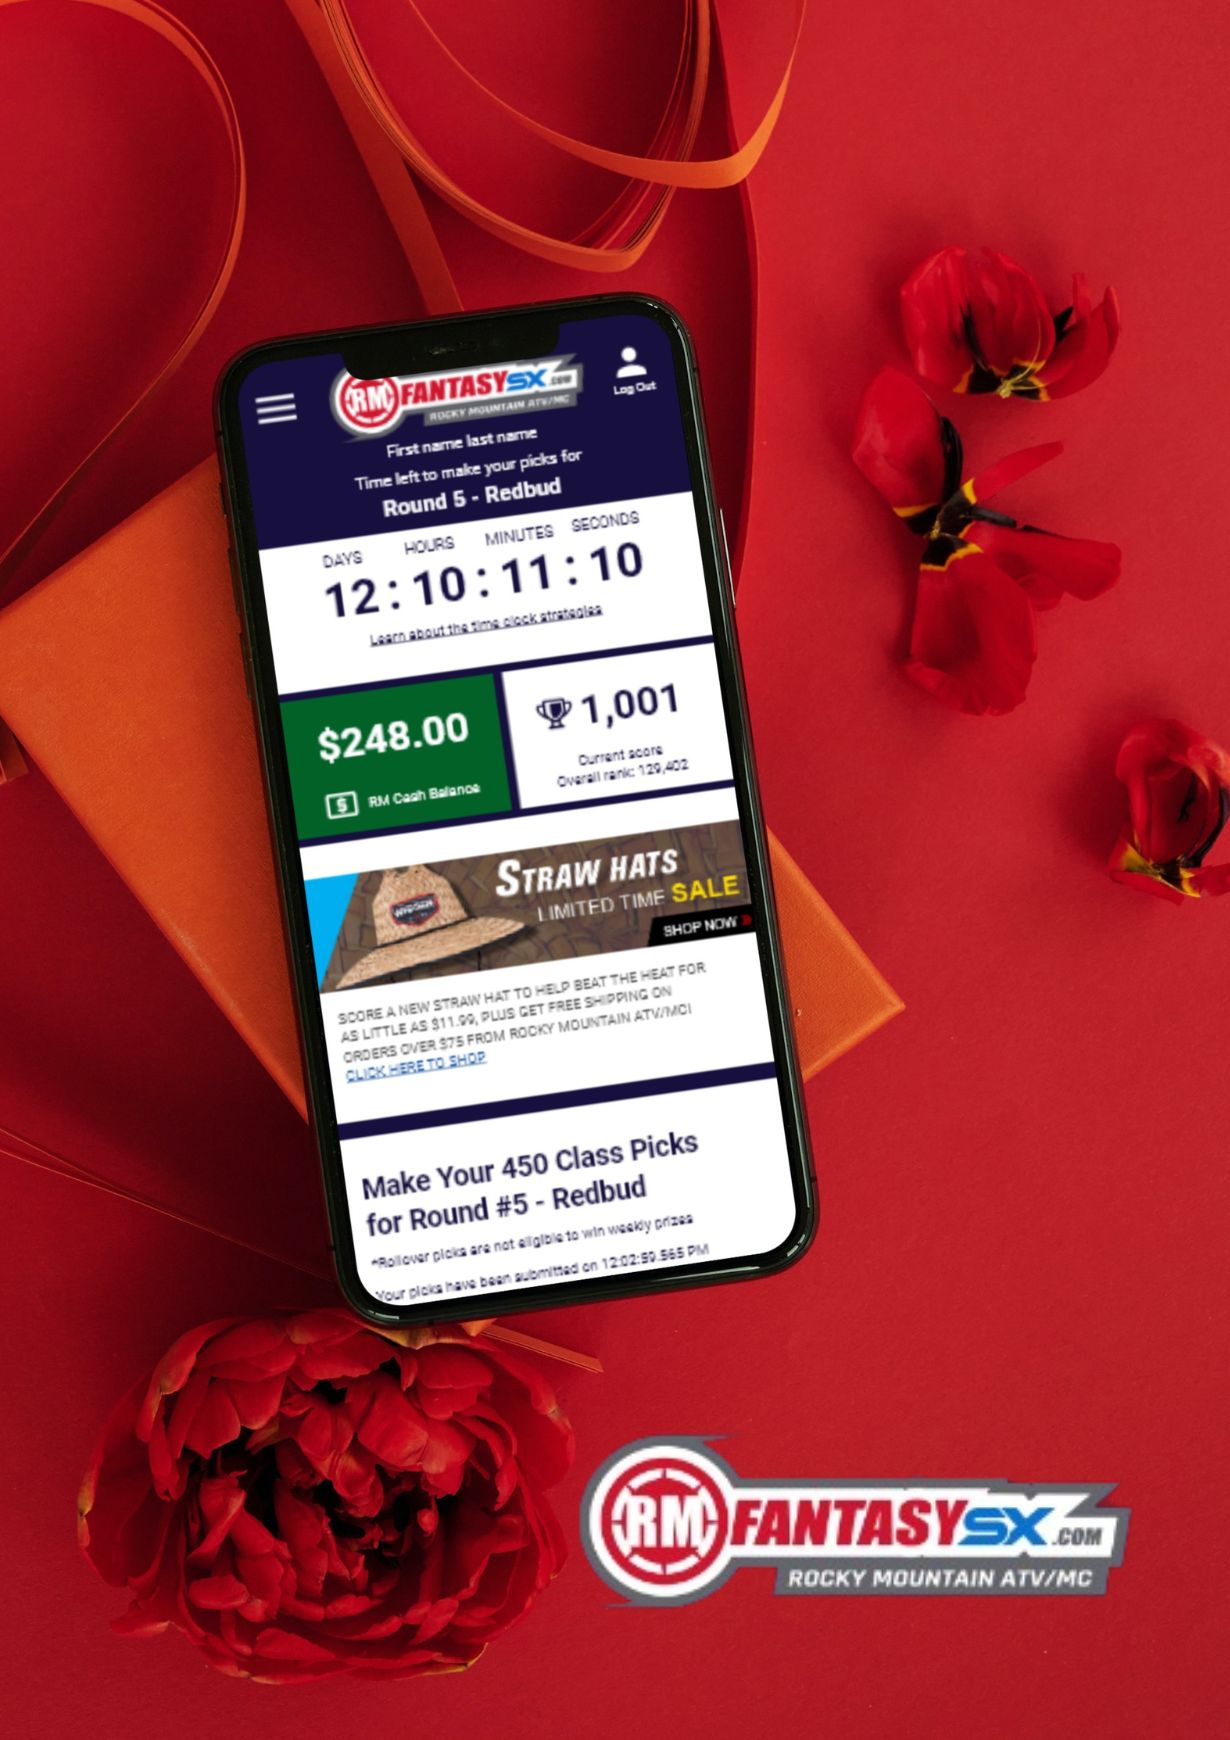 RM FANTASYSX.COM
ROCKY MOUNTAIN ATV/MC
Log Out
First name last name
Time left to make your picks for
Round 5 - Redbud
DAYS HOURS MINUTES SECONDS
12 : 10 : 11 : 10
Learn about the time clock strategies
$248.00
RM Cash Balance
1,001
Current score
Overall rank: 129,402
STRAW HATS
LIMITED TIME SALE
SHOP NOW
SCORE A NEW STRAW HAT TO HELP BEAT THE HEAT FOR
AS LITTLE AS $11.99, PLUS GET FREE SHIPPING ON
ORDERS OVER $75 FROM ROCKY MOUNTAIN ATV/MC!
CLICK HERE TO SHOP
Make Your 450 Class Picks
for Round #5 - Redbud
*Rollover picks are not eligible to win weekly prizes
Your picks have been submitted on 12:02:59.565 PM
RM FANTASYSX.COM
ROCKY MOUNTAIN ATV/MC